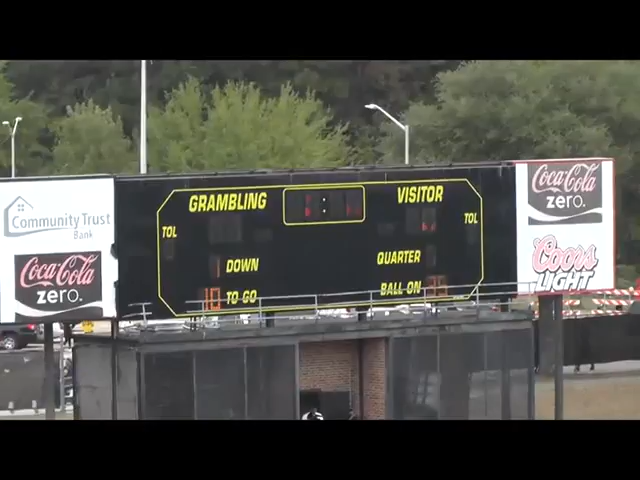 GRAMBLING
VISITOR
TOL
TOL
DOWN
QUARTER
10 TO GO
BALL ON
Community Trust
Bank
Coca-Cola
zero.
Coca-Cola
zero.
Coors
LIGHT